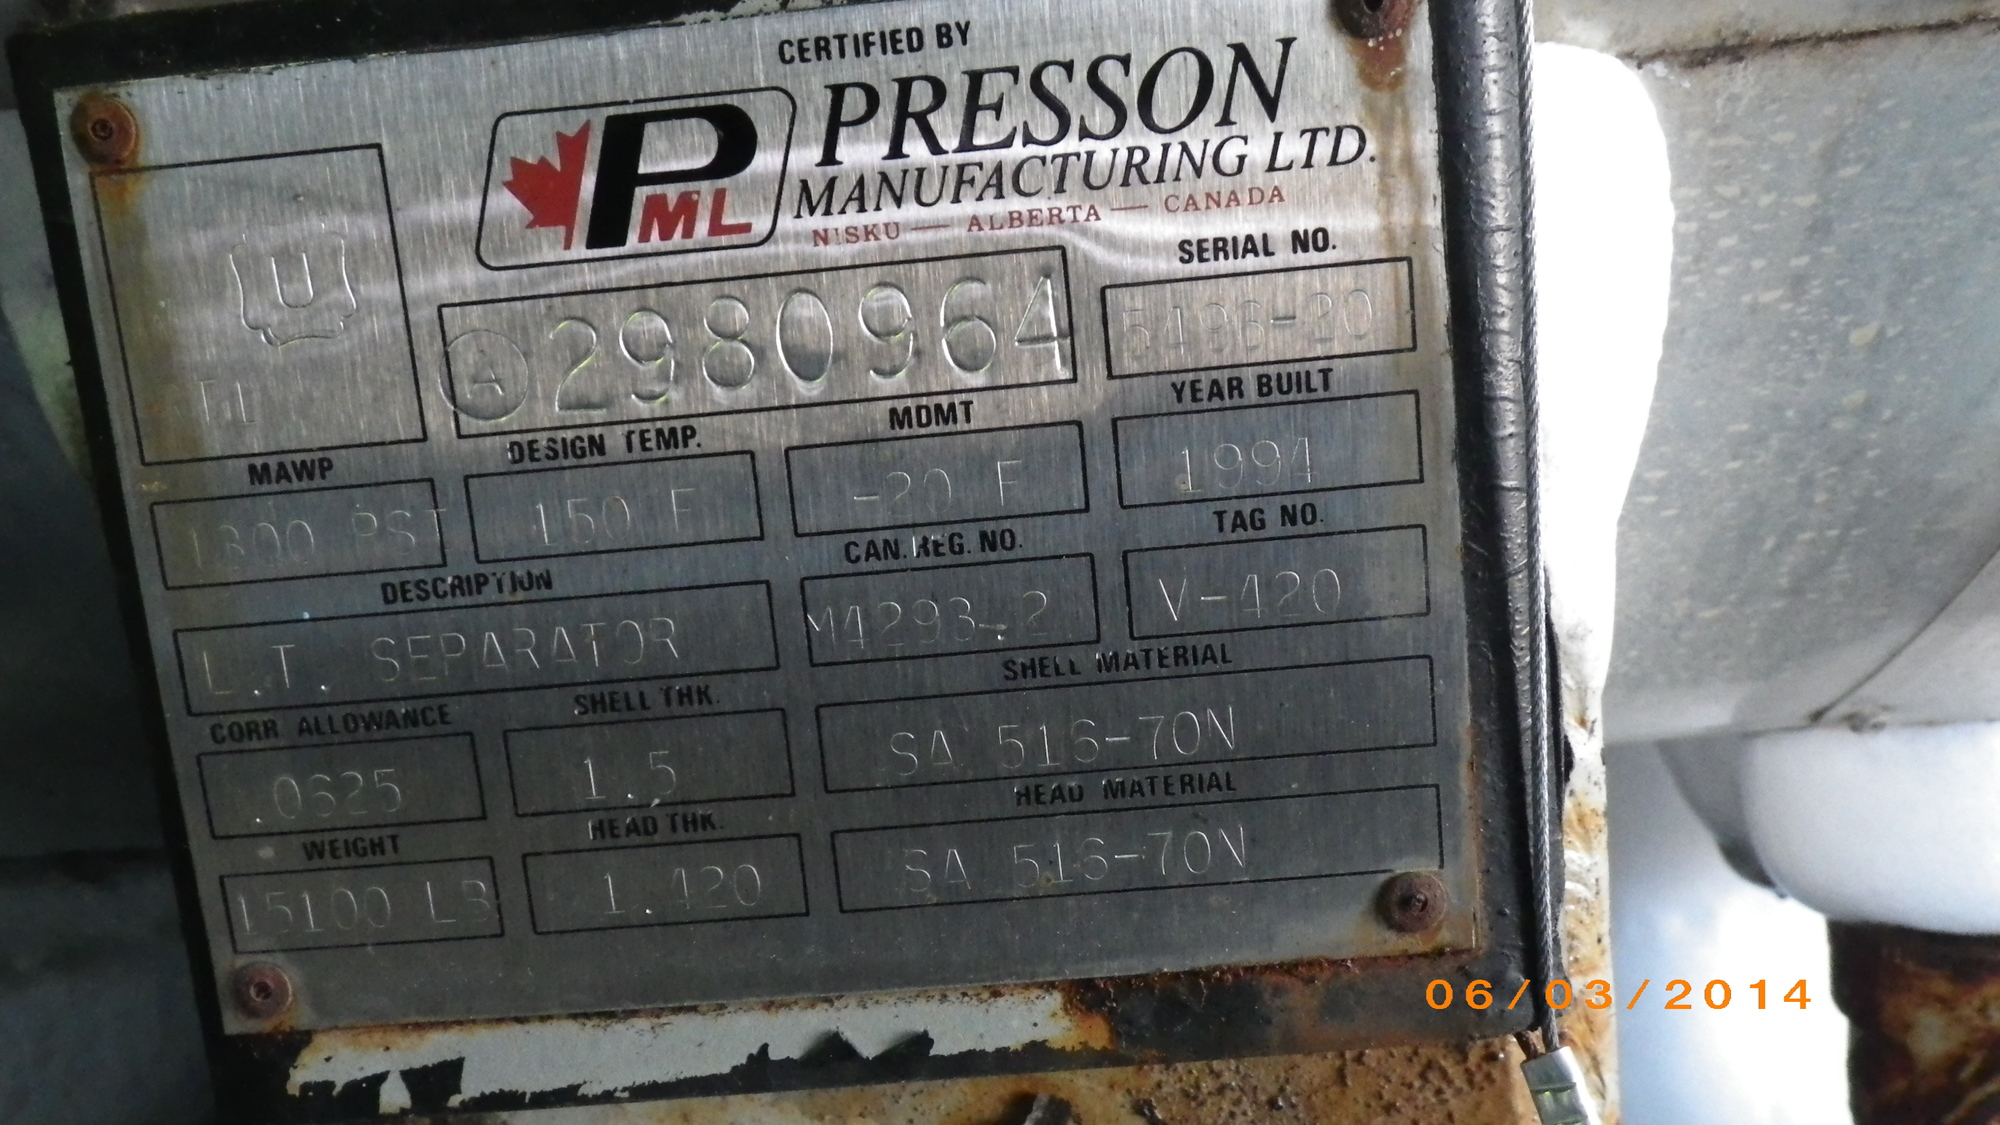 CERTIFIED BY
PML
PRESSON
MANUFACTURING LTD.
NISKU — ALBERTA — CANADA
U
RT1
A 2980964
SERIAL NO.
YEAR BUILT
1994
MAWP
1300 PSI
DESIGN TEMP.
150 F
MDMT
-20 F
TAG NO.
V-420
DESCRIPTION
L.T. SEPARATOR
CAN. REG. NO.
M4293.2
CORR ALLOWANCE
.0625
SHELL THK.
1.5
SHELL MATERIAL
SA 516-70N
WEIGHT
15100 LB
HEAD THK.
1.420
HEAD MATERIAL
SA 516-70N
06/03/2014